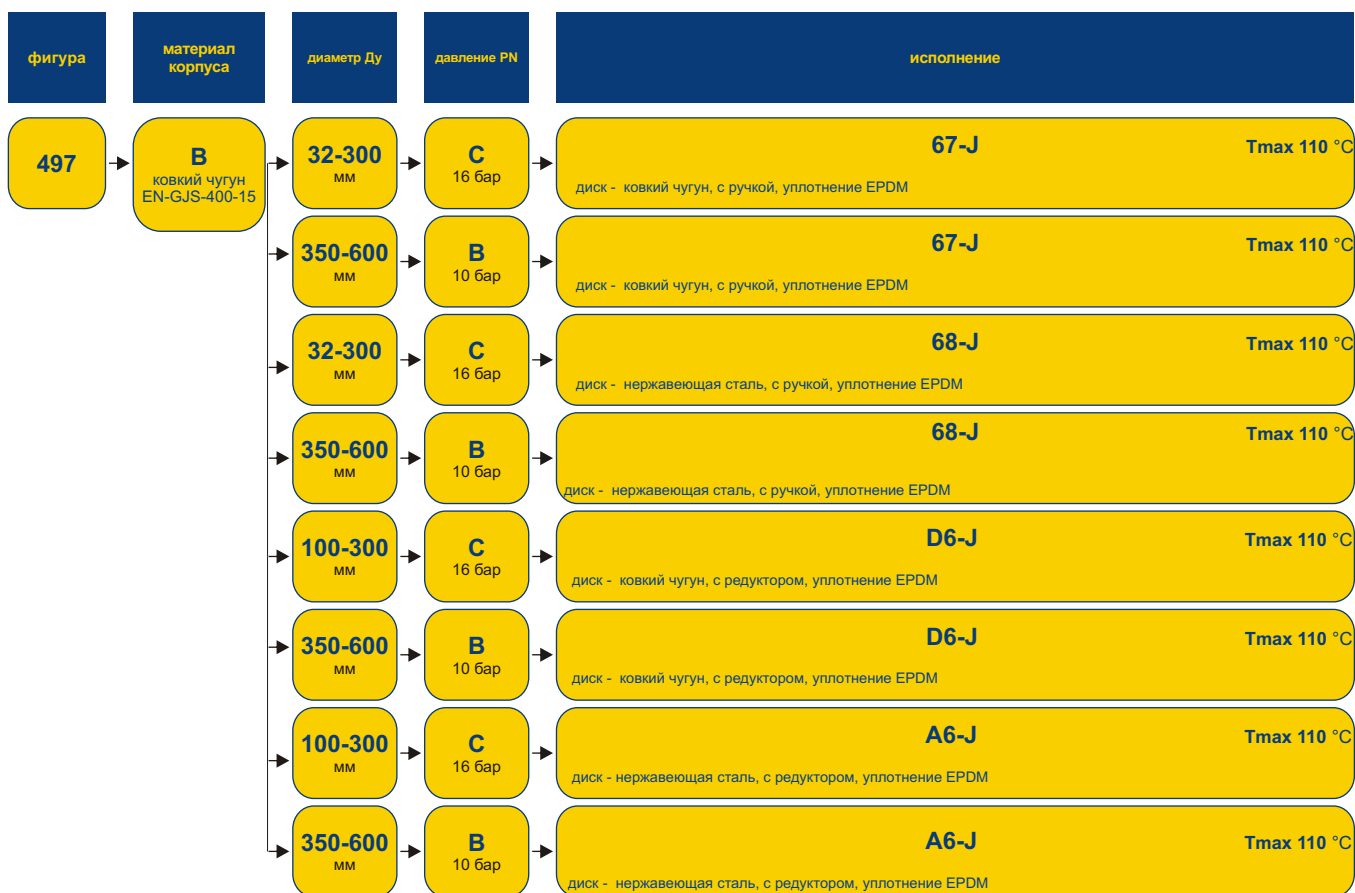 фигура
материал
корпуса
диаметр Ду
давление PN
исполнение
497
B
ковкий чугун
EN-GJS-400-15
32-300
мм
C
16 бар
67-J
Tmax 110 °C
диск - ковкий чугун, с ручкой, уплотнение EPDM
350-600
мм
B
10 бар
67-J
Tmax 110 °C
диск - ковкий чугун, с ручкой, уплотнение EPDM
32-300
мм
C
16 бар
68-J
Tmax 110 °C
диск - нержавеющая сталь, с ручкой, уплотнение EPDM
350-600
мм
B
10 бар
68-J
Tmax 110 °C
диск - нержавеющая сталь, с ручкой, уплотнение EPDM
100-300
мм
C
16 бар
D6-J
Tmax 110 °C
диск - ковкий чугун, с редуктором, уплотнение EPDM
350-600
мм
B
10 бар
D6-J
Tmax 110 °C
диск - ковкий чугун, с редуктором, уплотнение EPDM
100-300
мм
C
16 бар
A6-J
Tmax 110 °C
диск - нержавеющая сталь, с редуктором, уплотнение EPDM
350-600
мм
B
10 бар
A6-J
Tmax 110 °C
диск - нержавеющая сталь, с редуктором, уплотнение EPDM